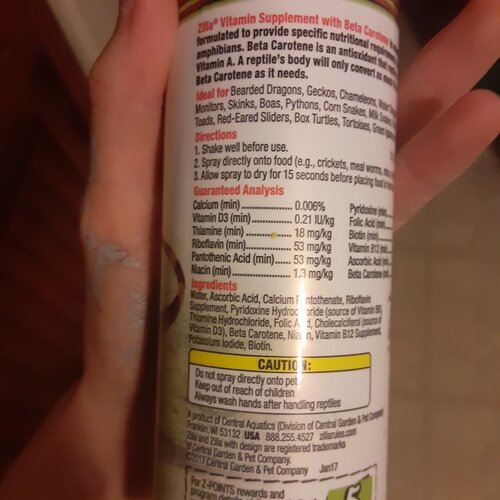 Zilla® Vitamin Supplement with Beta Carotene
formulated to provide specific nutritional
amphibians. Beta Carotene is an antioxidant that
Vitamin A. A reptile's body will only convert as
Beta Carotene as it needs.
Ideal for Bearded Dragons, Geckos, Chameleons, Water
Monitors, Skinks, Boas, Pythons, Corn Snakes, Milk
Toads, Red-Eared Sliders, Box Turtles, Tortoises, Green
Directions
1. Shake well before use.
2. Spray directly onto food (e.g., crickets, meal worms,
3. Allow spray to dry for 15 seconds before placing food
Guaranteed Analysis
Calcium (min) 0.006% Pyridoxine (min)
Vitamin D3 (min) 0.21 IU/kg Folic Acid (min)
Thiamine (min) 18 mg/kg Biotin (min)
Riboflavin (min) 53 mg/kg Vitamin B12
Pantothenic Acid (min) 53 mg/kg Ascorbic Acid
Niacin (min) 1.3 mg/kg Beta Carotene
Ingredients
Water, Ascorbic Acid, Calcium Pantothenate, Riboflavin
Supplement, Pyridoxine Hydrochloride (source of Vitamin B6),
Thiamine Hydrochloride, Folic Acid, Cholecalciferol (source of
Vitamin D3), Beta Carotene, Niacin, Vitamin B12 Supplement,
Potassium Iodide, Biotin.
CAUTION:
Do not spray directly onto pet
Keep out of reach of children
Always wash hands after handling reptiles
A product of Central Aquatics (Division of Central Garden & Pet Company)
Franklin, WI 53132 USA 888.255.4527 zillarules.com
Zilla and Zilla with design are registered trademarks
of Central Garden & Pet Company.
©2017 Central Garden & Pet Company Jan17
For 2-POINTS rewards and
program
5